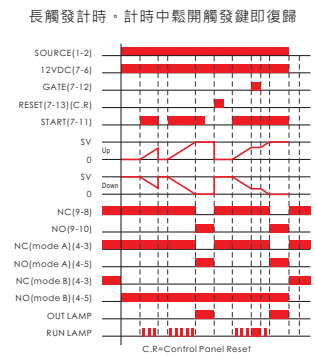 長觸發計時。計時中鬆開觸發鍵即復歸
SOURCE(1-2)
12VDC(7-6)
GATE(7-12)
RESET(7-13)(C.R)
START(7-11)
SV
Up
0
SV
Down
0
NC(9-8)
NO(9-10)
NC(mode A)(4-3)
NO(mode A)(4-5)
NC(mode B)(4-3)
NO(mode B)(4-5)
OUT LAMP
RUN LAMP
C.R=Control Panel Reset